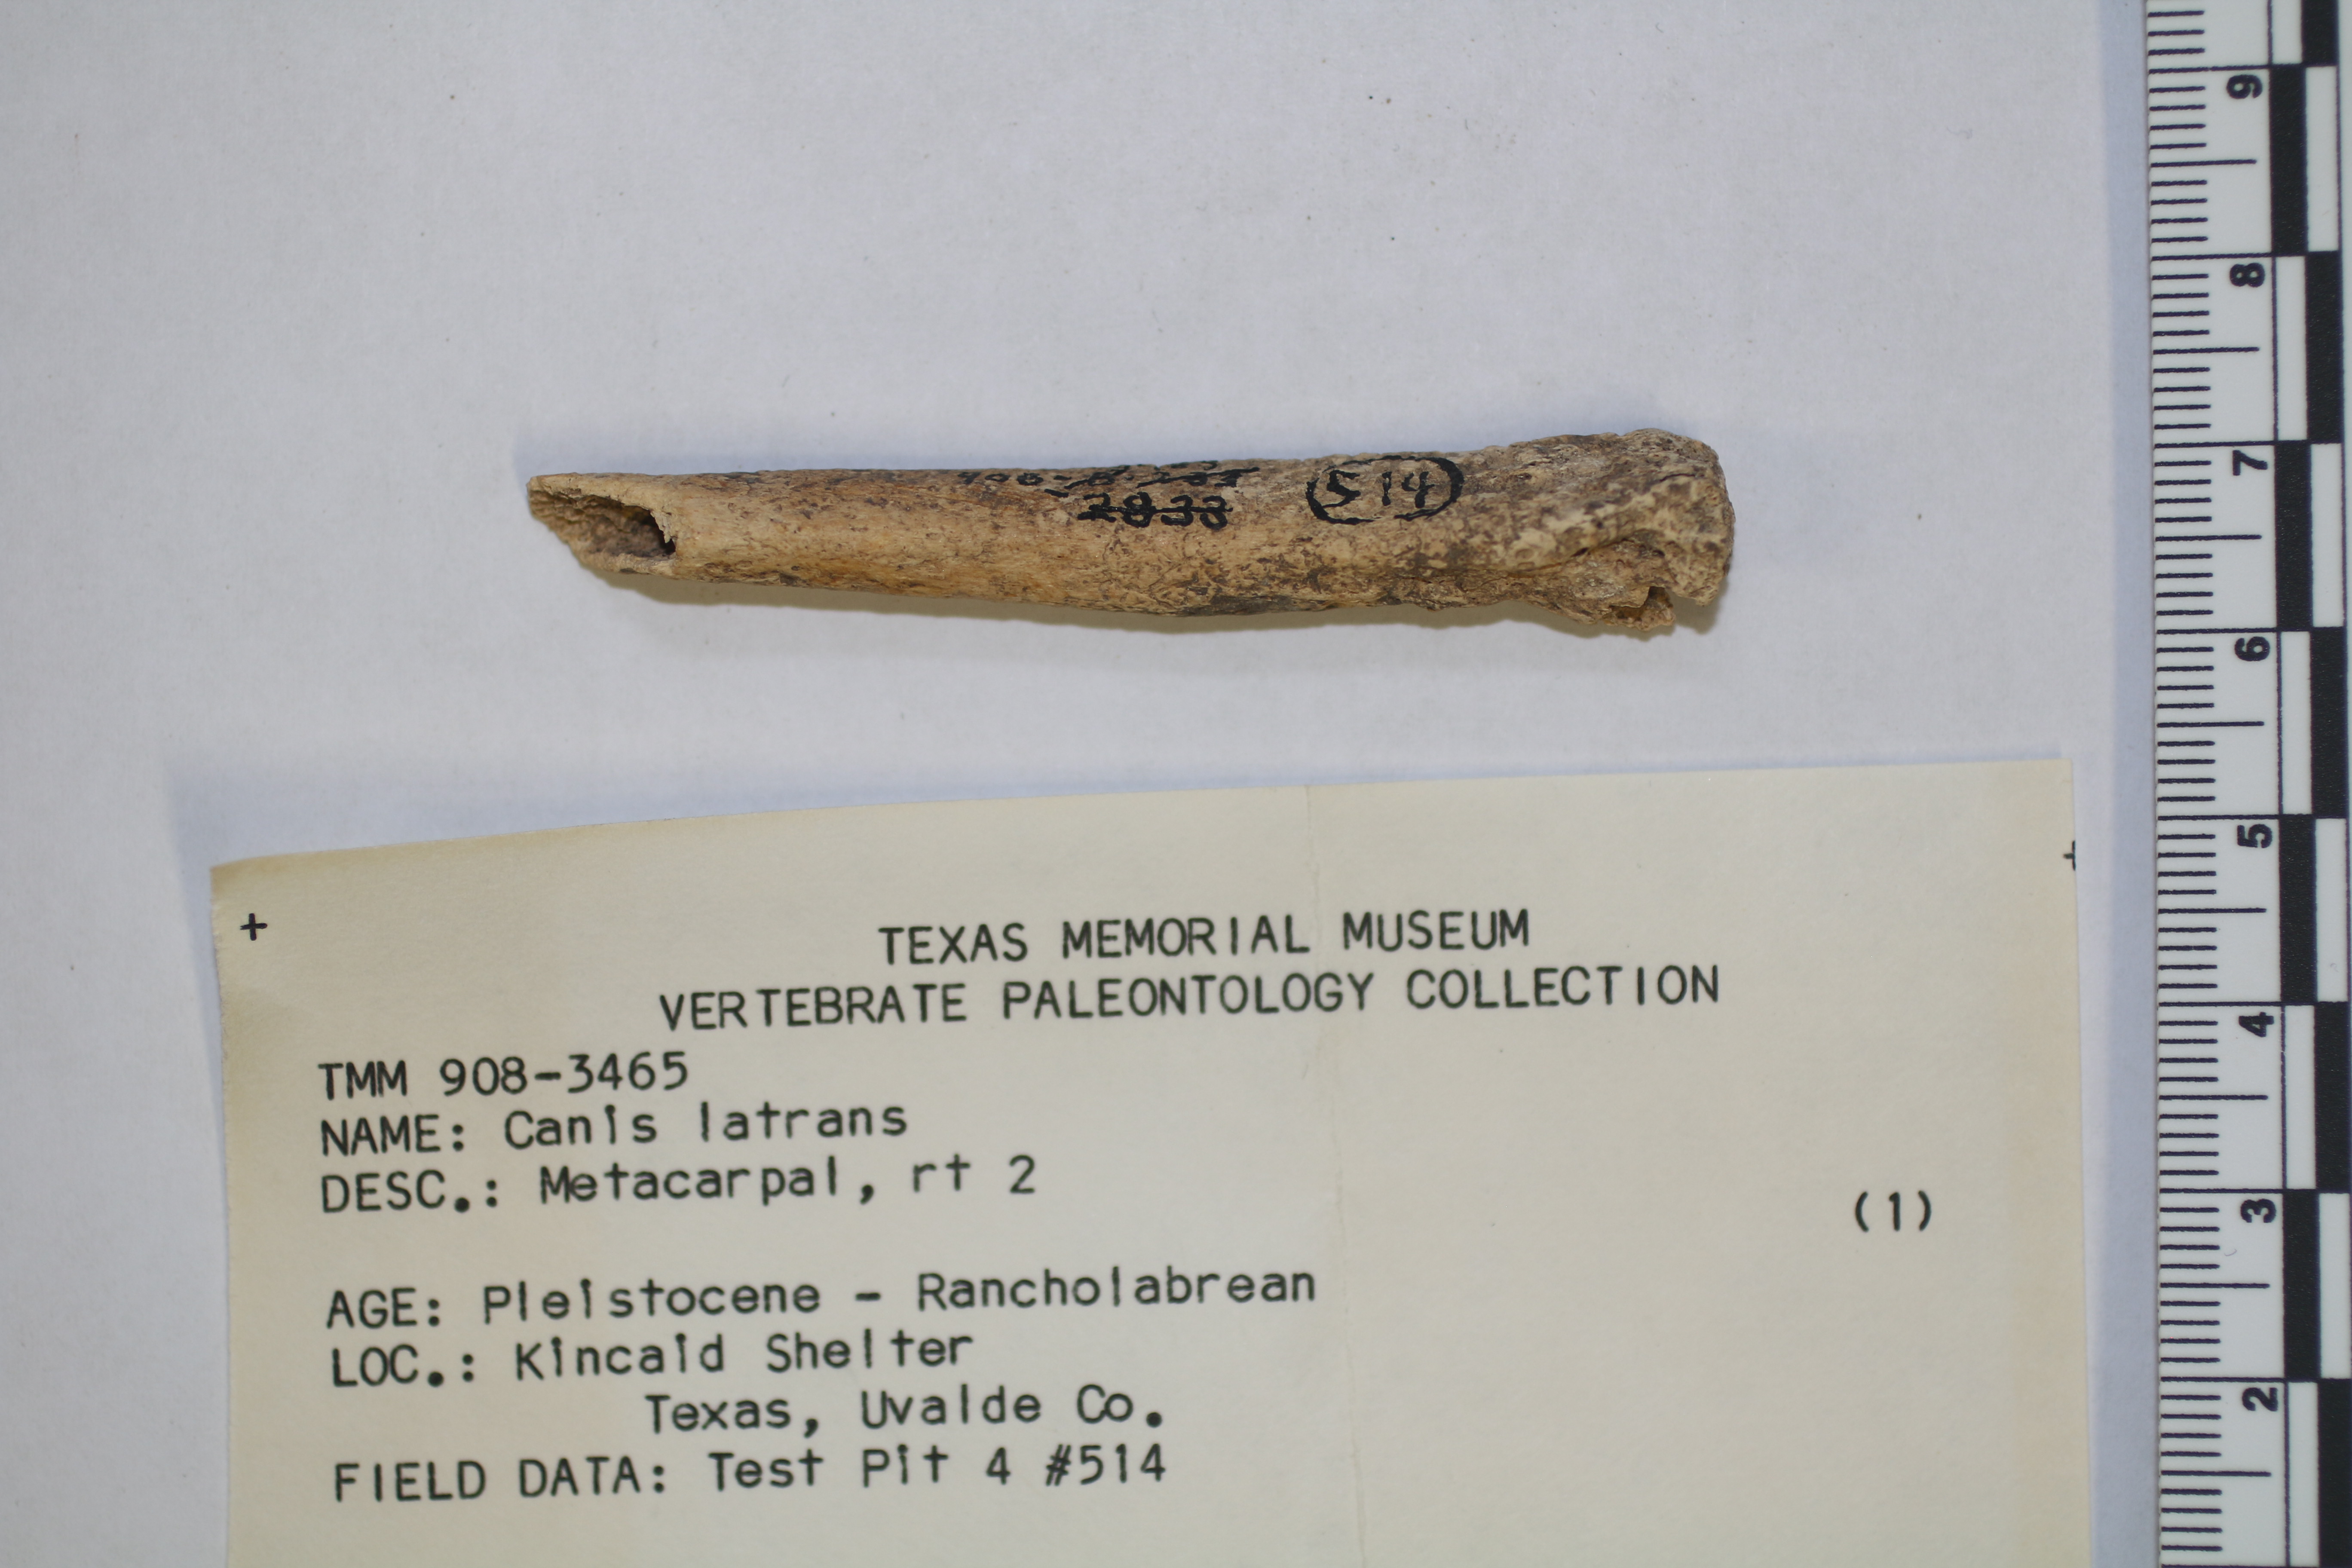 514
2833
TEXAS MEMORIAL MUSEUM
VERTEBRATE PALEONTOLOGY COLLECTION
TMM 908-3465
NAME: Canis latrans
DESC.: Metacarpal, rt 2
(1)
AGE: Pleistocene - Rancholabrean
LOC.: Kincaid Shelter
Texas, Uvalde Co.
FIELD DATA: Test Pit 4 #514
9
8
7
6
5
4
3
2